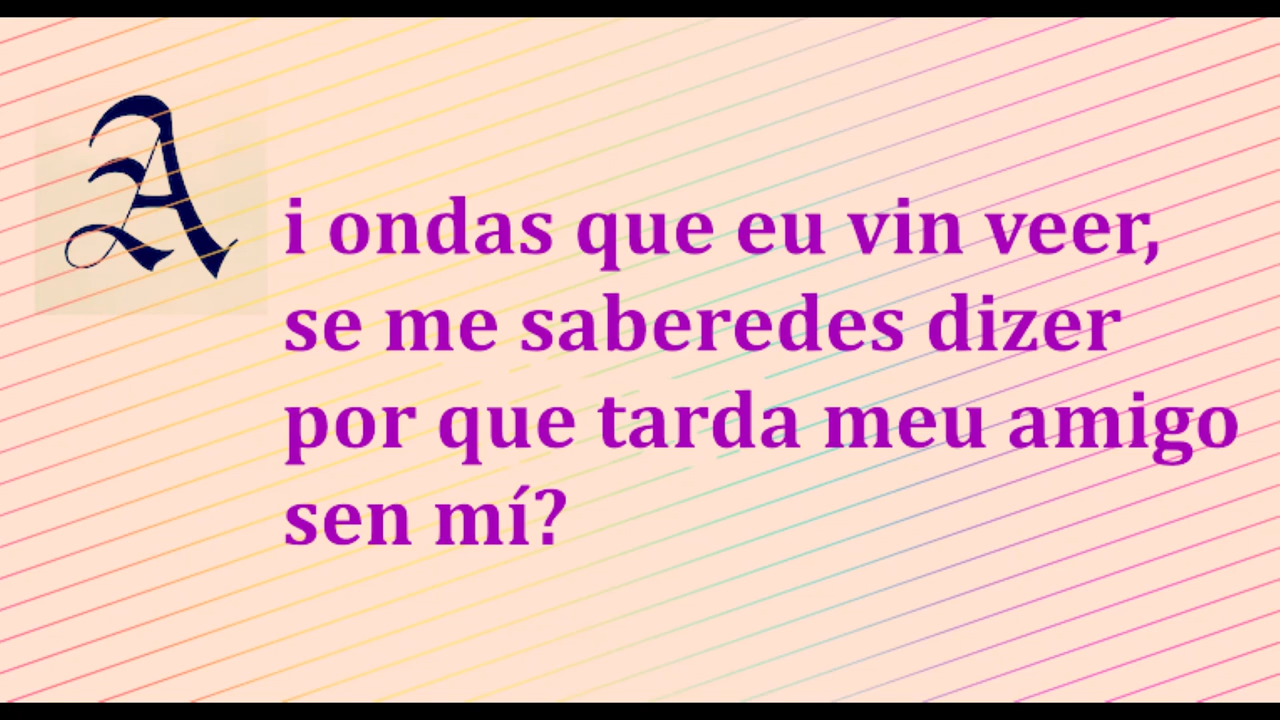 Ai ondas que eu vin veer,
se me saberedes dizer
por que tarda meu amigo
sen mí?